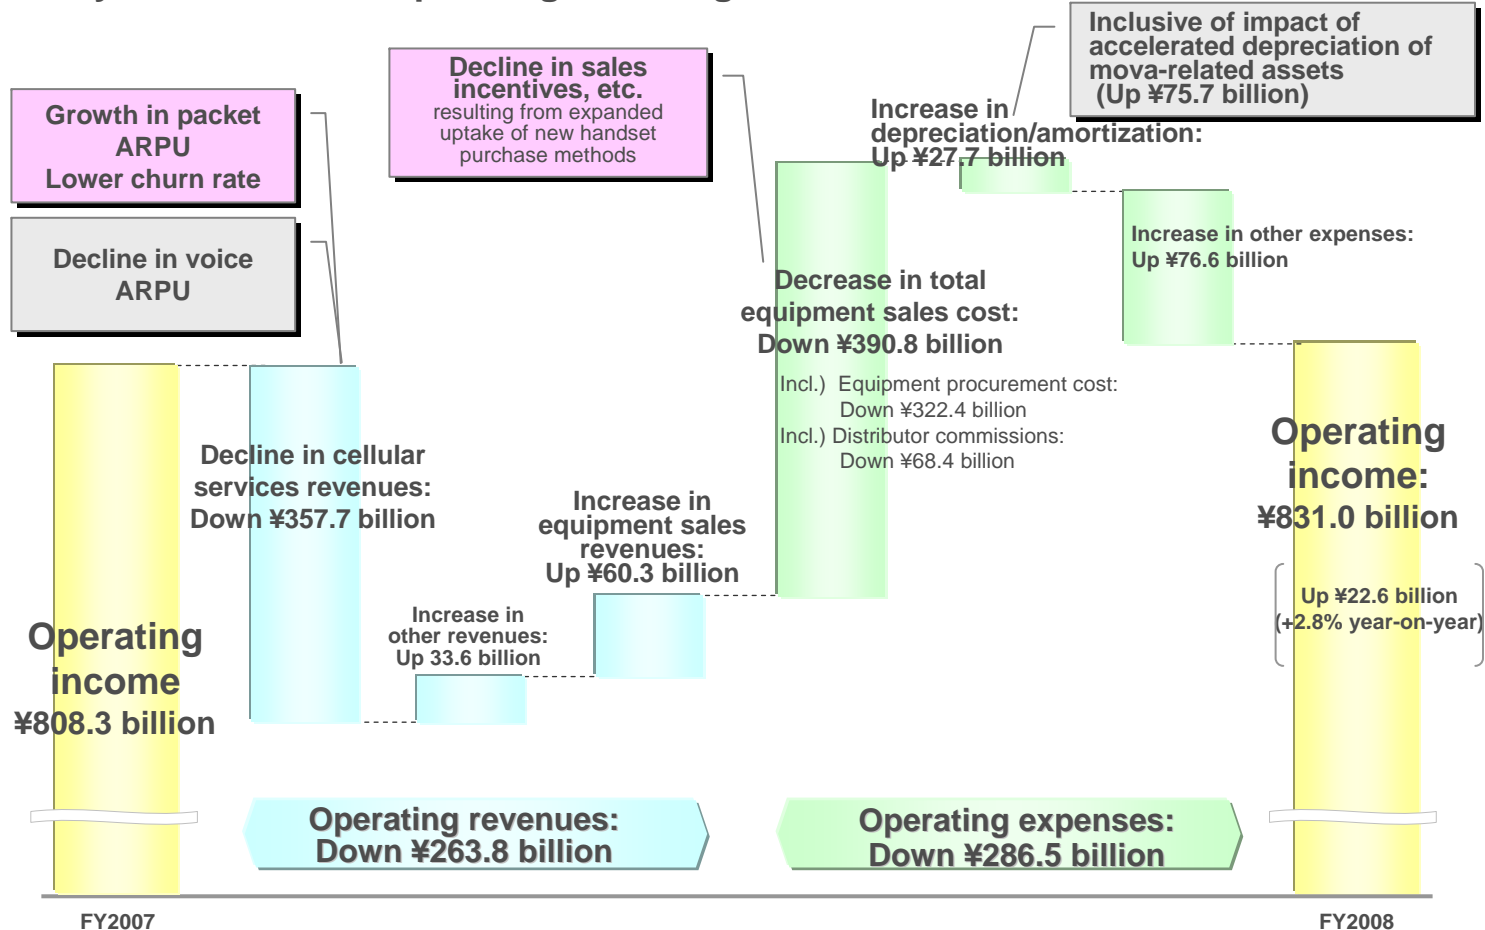 Inclusive of impact of
accelerated depreciation of
mova-related assets
(Up ¥75.7 billion)
Decline in sales
incentives, etc.
resulting from expanded
uptake of new handset
purchase methods
Growth in packet
ARPU
Lower churn rate
Increase in
depreciation/amortization:
Up ¥27.7 billion
Decline in voice
ARPU
Increase in other expenses:
Up ¥76.6 billion
Decrease in total
equipment sales cost:
Down ¥390.8 billion
Incl.) Equipment procurement cost:
Down ¥322.4 billion
Incl.) Distributor commissions:
Down ¥68.4 billion
Decline in cellular
services revenues:
Down ¥357.7 billion
Increase in
equipment sales
revenues:
Up ¥60.3 billion
Increase in
other revenues:
Up 33.6 billion
Operating
income:
¥831.0 billion
Up ¥22.6 billion
(+2.8% year-on-year)
Operating
income
¥808.3 billion
Operating revenues:
Down ¥263.8 billion
Operating expenses:
Down ¥286.5 billion
FY2007
FY2008